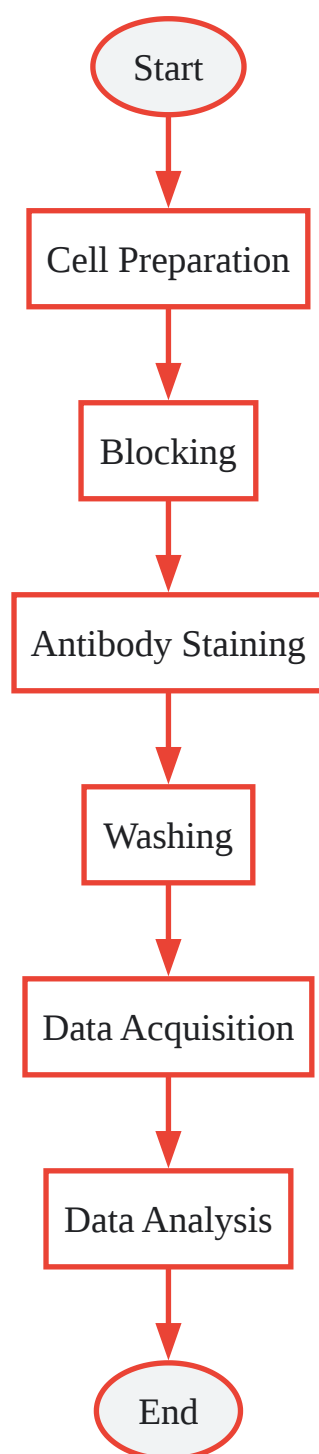 Start
Cell Preparation
Blocking
Antibody Staining
Washing
Data Acquisition
Data Analysis
End